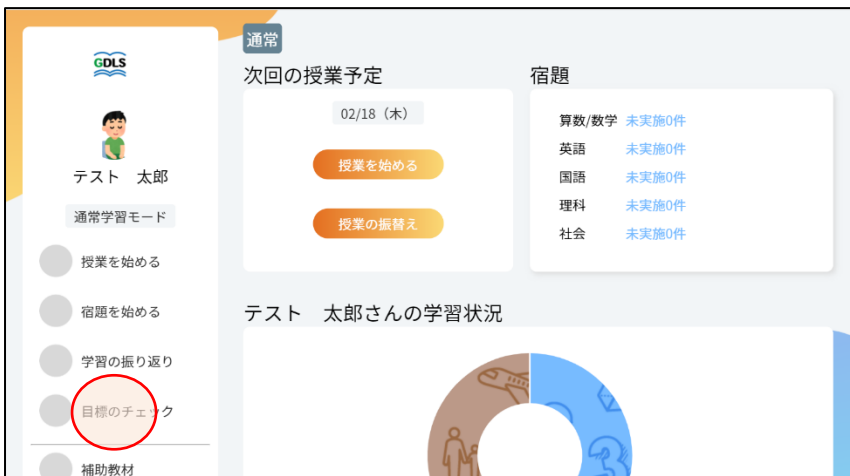 GDLS
テスト　太郎
通常学習モード
授業を始める
宿題を始める
学習の振り返り
目標のチェック
補助教材
通常
次回の授業予定
02/18（木）
授業を始める
授業の振替え
宿題
算数/数学 未実施0件
英語 未実施0件
国語 未実施0件
理科 未実施0件
社会 未実施0件
テスト　太郎さんの学習状況
3